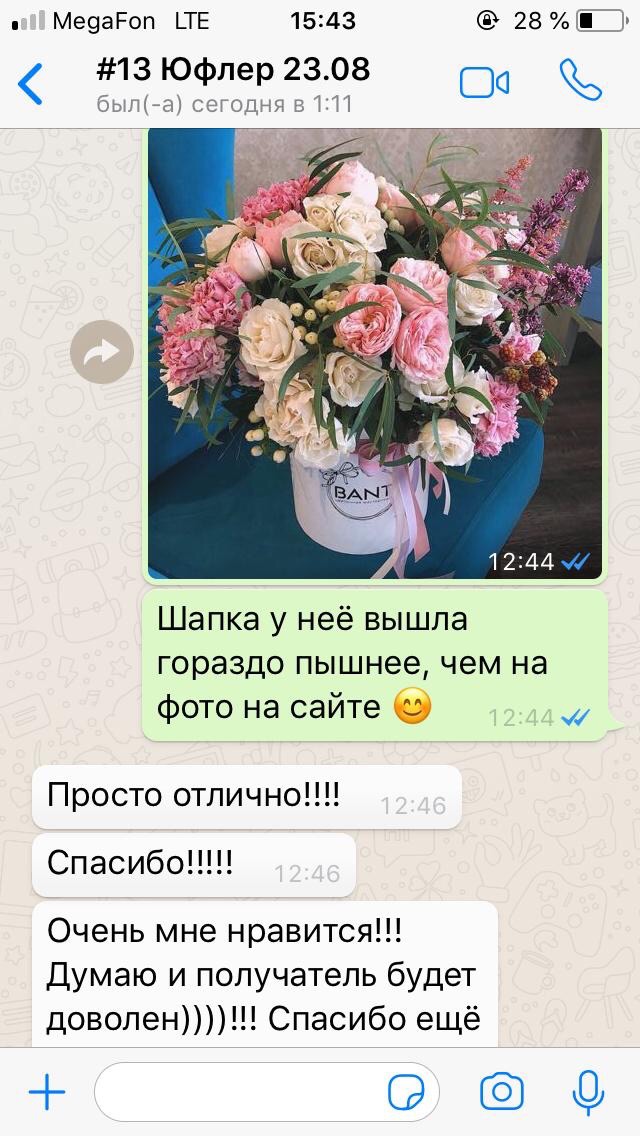 MegaFon LTE 15:43 28 %
#13 Юфлер 23.08
был(-а) сегодня в 1:11
BANT
12:44
Шапка у неё вышла
гораздо пышнее, чем на
фото на сайте 😊 12:44
Просто отлично!!!! 12:46
Спасибо!!!!! 12:46
Очень мне нравится!!!
Думаю и получатель будет
доволен))))!!! Спасибо ещё